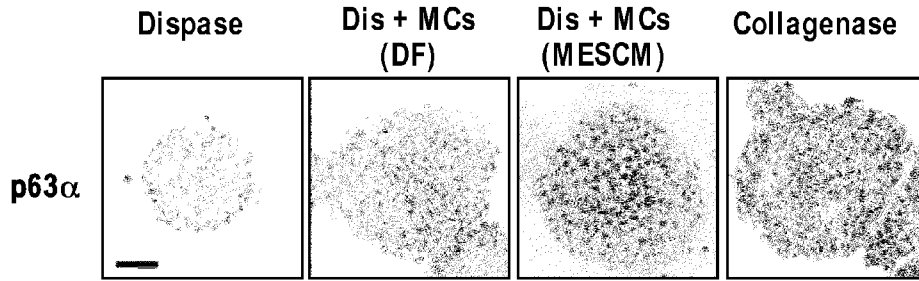 Dispase
Dis + MCs
(DF)
Dis + MCs
(MESCM)
Collagenase
p63α